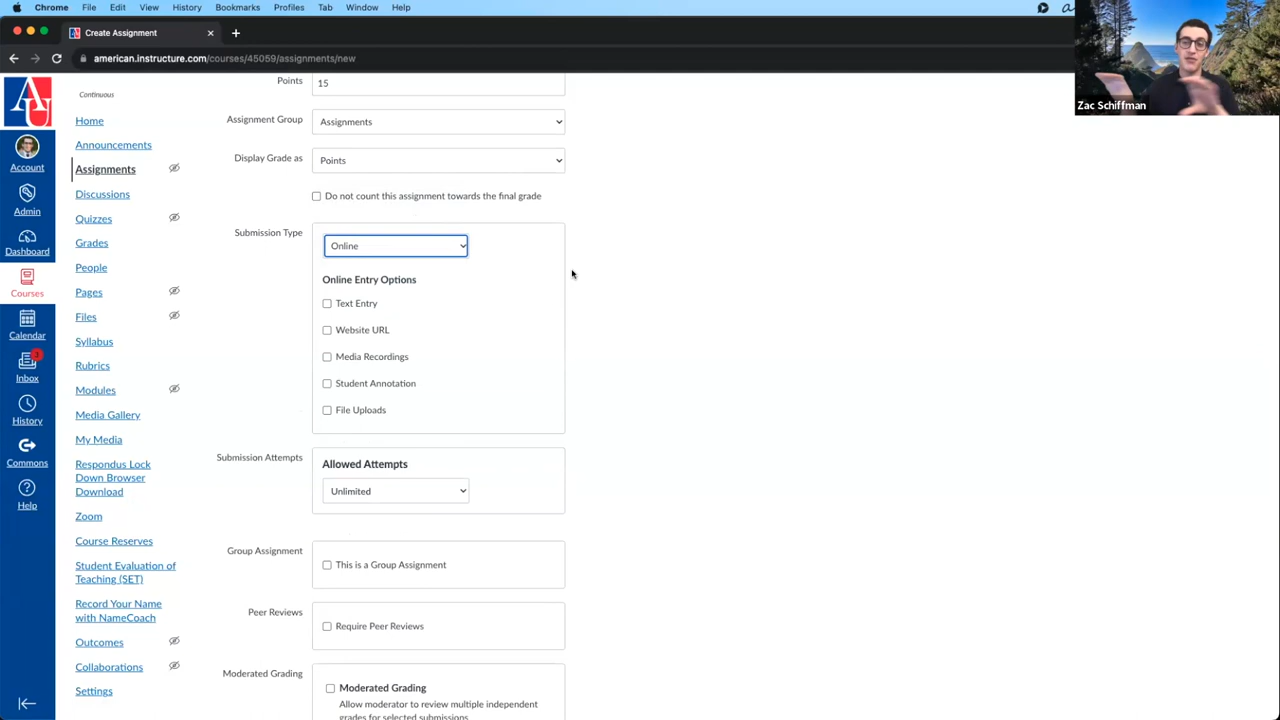 Chrome File Edit View History Bookmarks Profiles Tab Window Help
Create Assignment
american.instructure.com/courses/45059/assignments/new
Zac Schiffman
AU
Account
Admin
Dashboard
Courses
Calendar
3
Inbox
History
Commons
Help
Continuous
Home
Announcements
Assignments
Discussions
Quizzes
Grades
People
Pages
Files
Syllabus
Rubrics
Modules
Media Gallery
My Media
Respondus Lock
Down Browser
Download
Zoom
Course Reserves
Student Evaluation of
Teaching (SET)
Record Your Name
with NameCoach
Outcomes
Collaborations
Settings
Points 15
Assignment Group Assignments
Display Grade as Points
Do not count this assignment towards the final grade
Submission Type Online
Online Entry Options
Text Entry
Website URL
Media Recordings
Student Annotation
File Uploads
Submission Attempts Allowed Attempts
Unlimited
Group Assignment This is a Group Assignment
Peer Reviews Require Peer Reviews
Moderated Grading Moderated Grading
Allow moderator to review multiple independent
grades for selected submissions